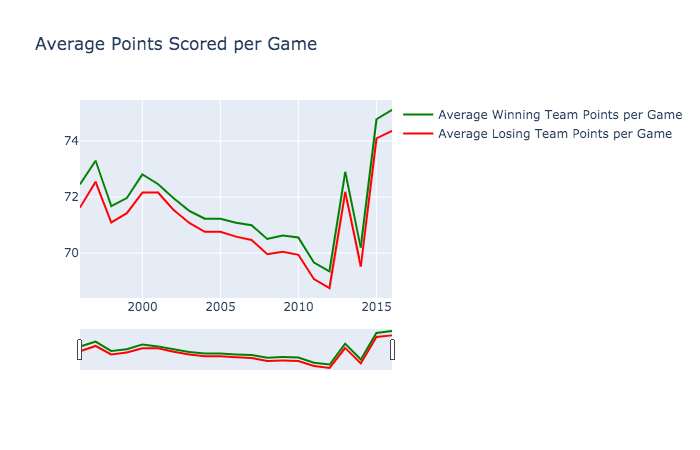 Average Points Scored per Game
Average Winning Team Points per Game
Average Losing Team Points per Game
74
72
70
2000 2005 2010 2015